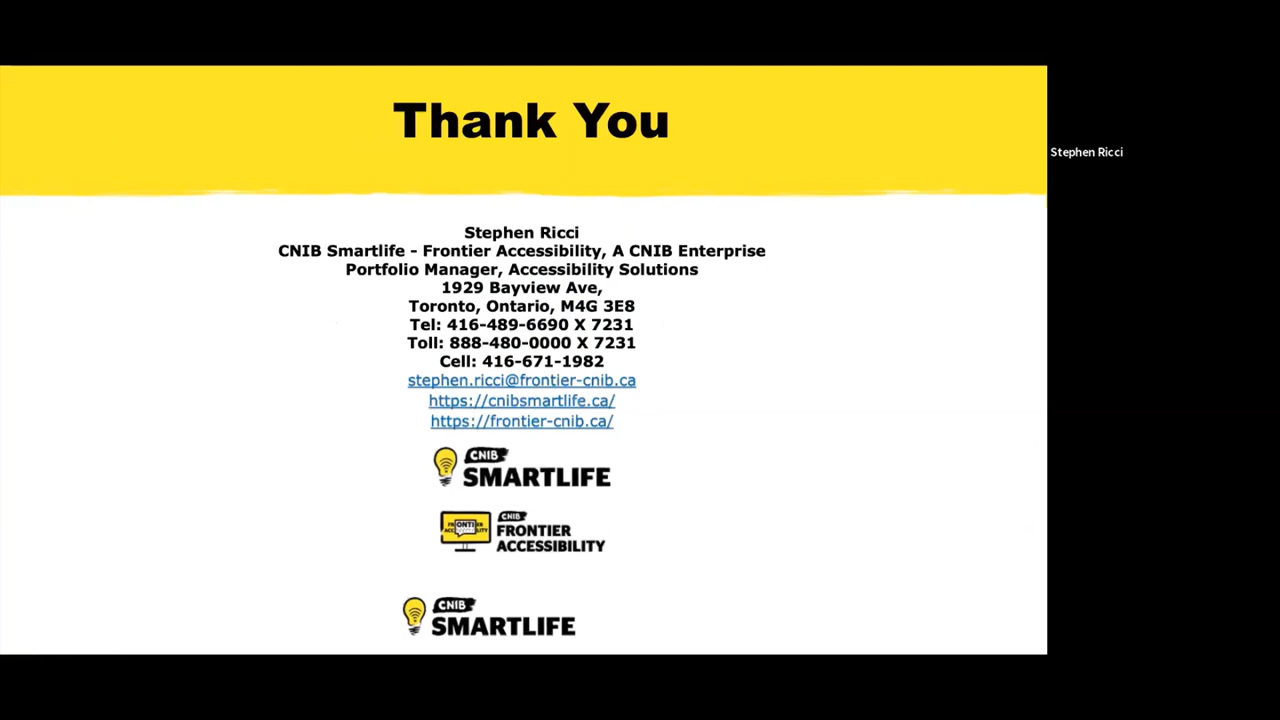 Thank You
Stephen Ricci
Stephen Ricci
CNIB Smartlife - Frontier Accessibility, A CNIB Enterprise
Portfolio Manager, Accessibility Solutions
1929 Bayview Ave,
Toronto, Ontario, M4G 3E8
Tel: 416-489-6690 X 7231
Toll: 888-480-0000 X 7231
Cell: 416-671-1982
stephen.ricci@frontier-cnib.ca
https://cnibsmartlife.ca/
https://frontier-cnib.ca/
CNIB
SMARTLIFE
CNIB
FRONTIER
ACCESSIBILITY
CNIB
SMARTLIFE